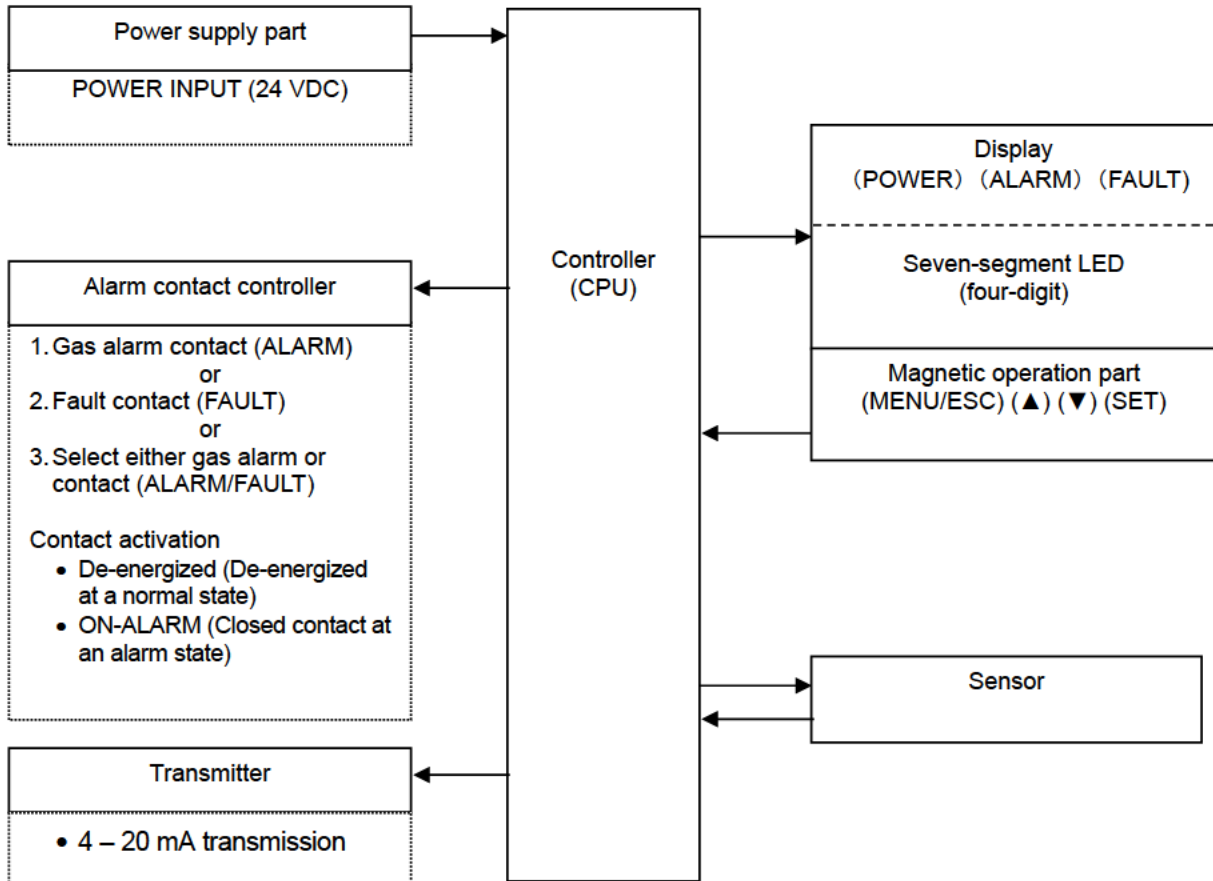 Power supply part
POWER INPUT (24 VDC)
Alarm contact controller
1. Gas alarm contact (ALARM)
or
2. Fault contact (FAULT)
or
3. Select either gas alarm or
contact (ALARM/FAULT)
Contact activation
• De-energized (De-energized
at a normal state)
• ON-ALARM (Closed contact at
an alarm state)
Transmitter
• 4 – 20 mA transmission
Controller
(CPU)
Display
（POWER）（ALARM）（FAULT）
Seven-segment LED
(four-digit)
Magnetic operation part
(MENU/ESC) (▲) (▼) (SET)
Sensor